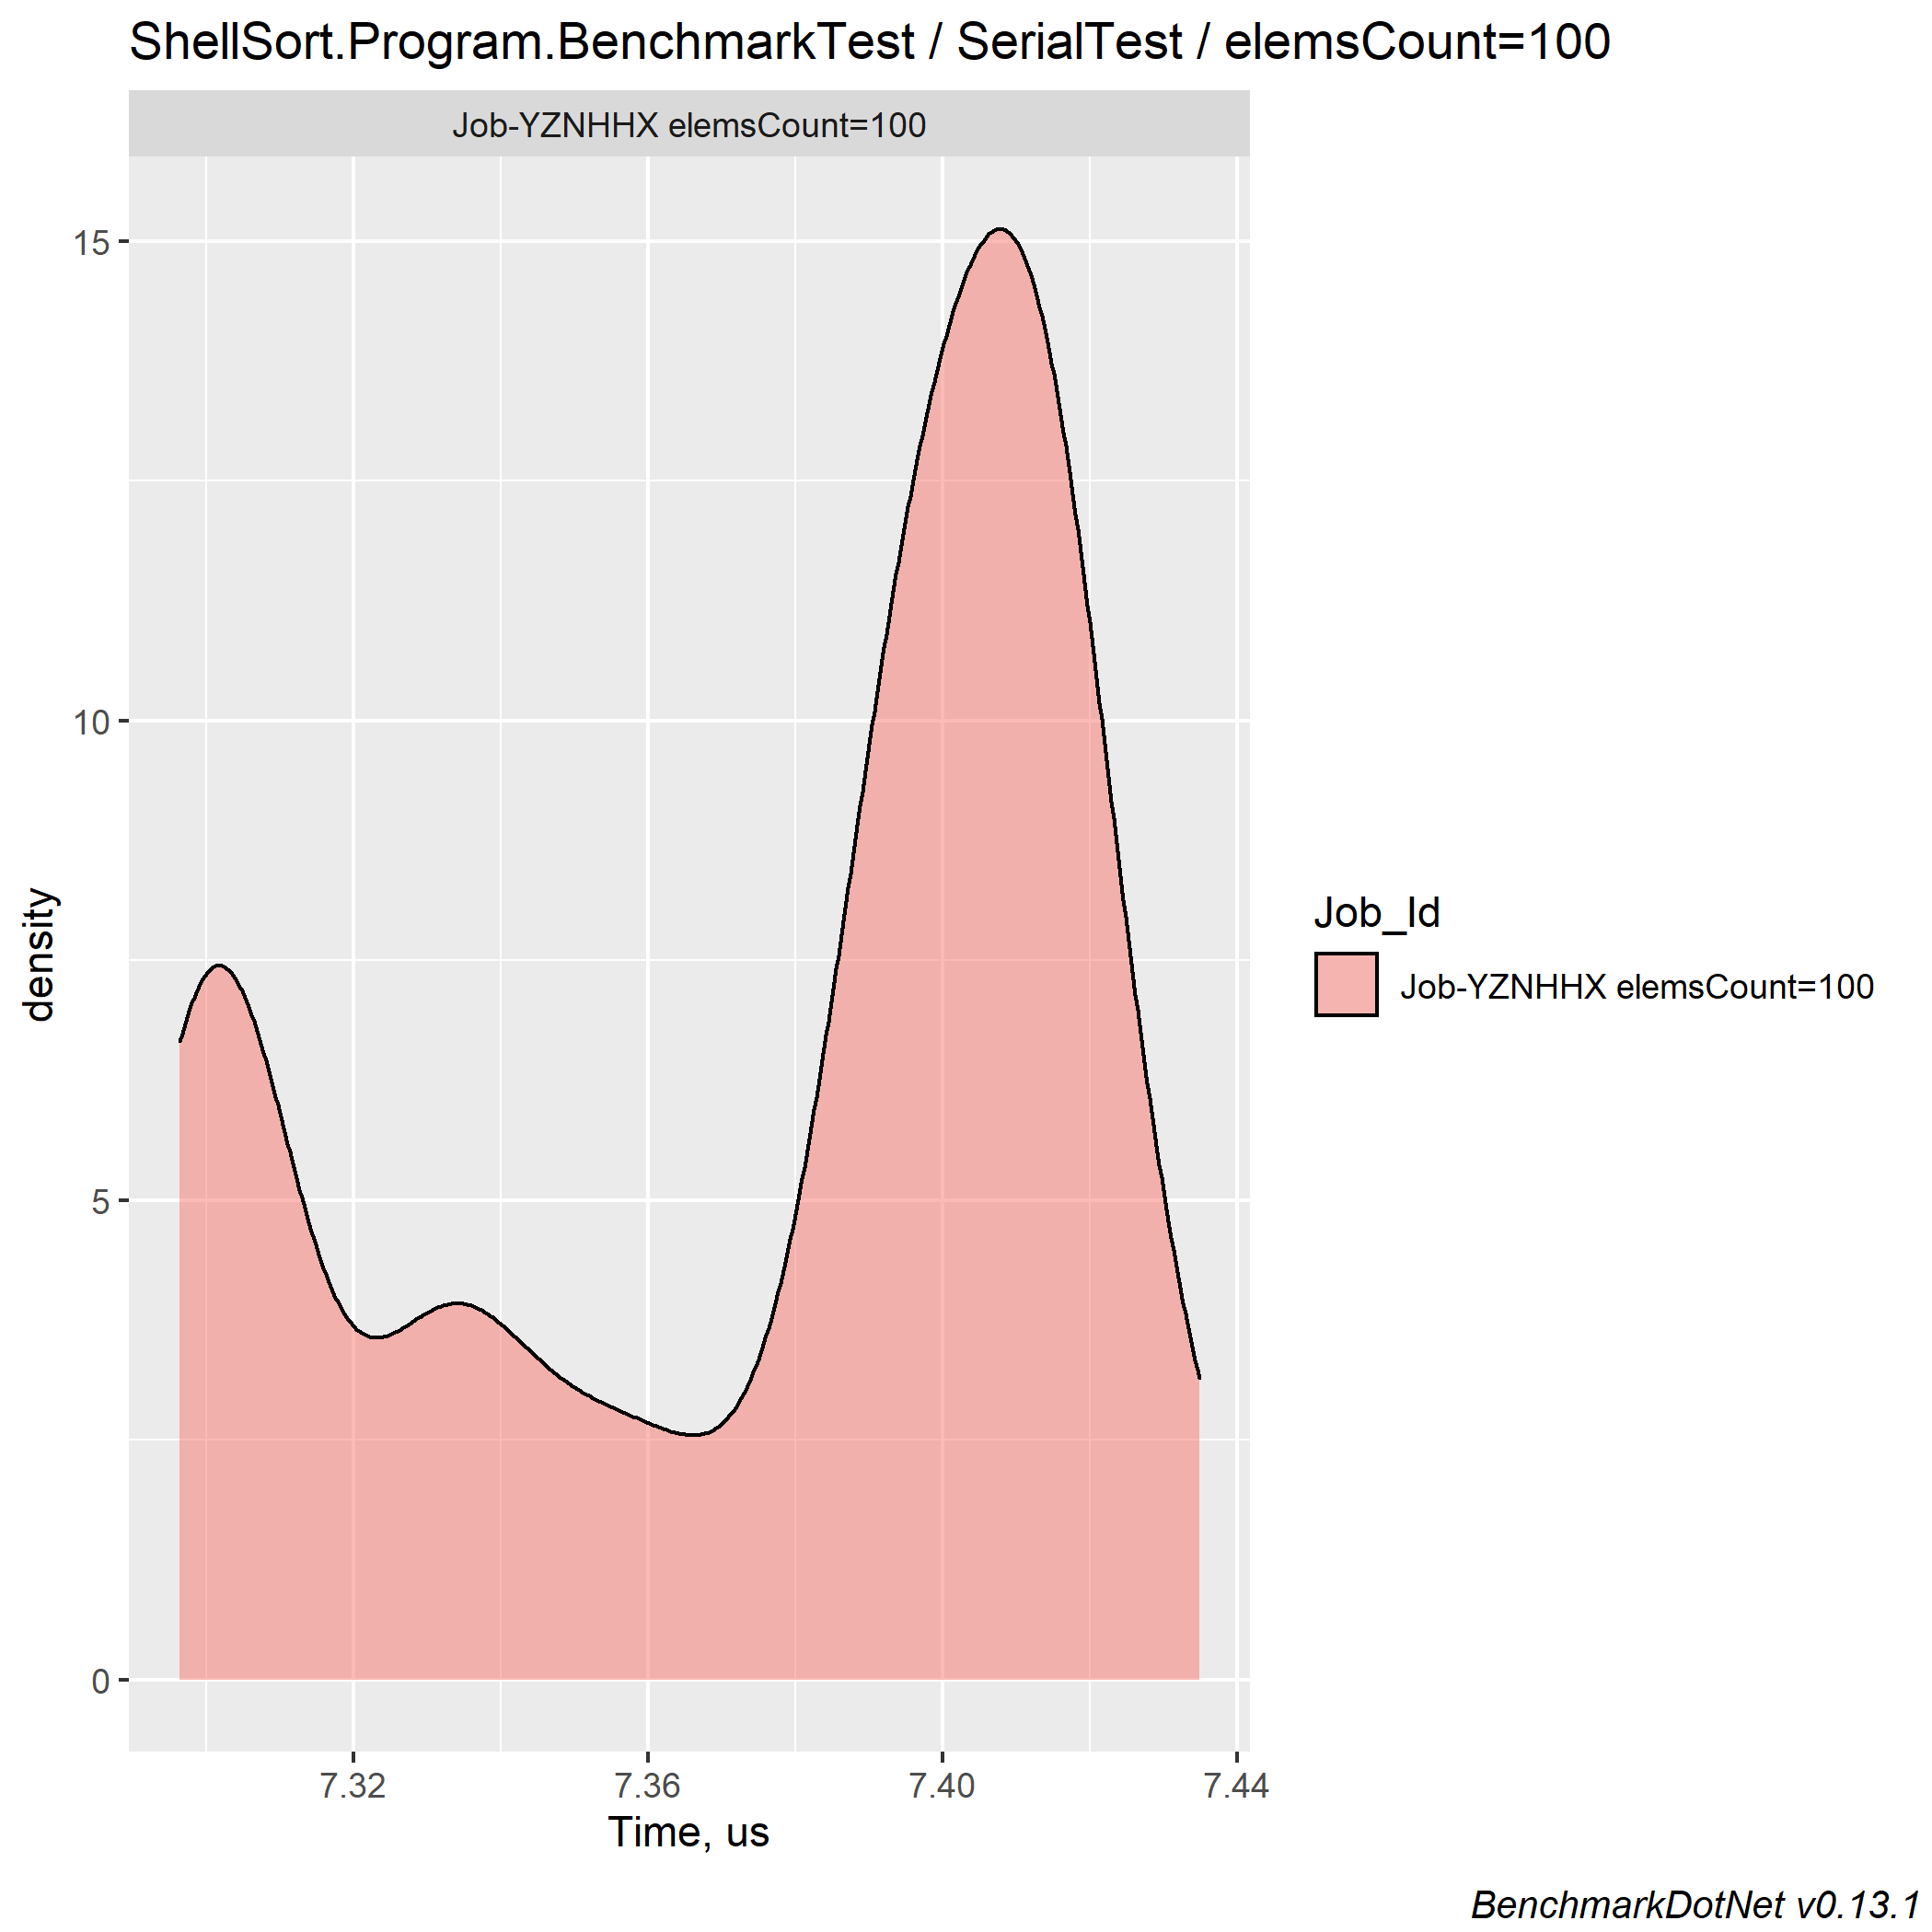 ShellSort.Program.BenchmarkTest / SerialTest / elemsCount=100
Job-YZNHHX elemsCount=100
15
10
5
0
density
7.32 7.36 7.40 7.44
Time, us
Job_Id
Job-YZNHHX elemsCount=100
BenchmarkDotNet v0.13.1